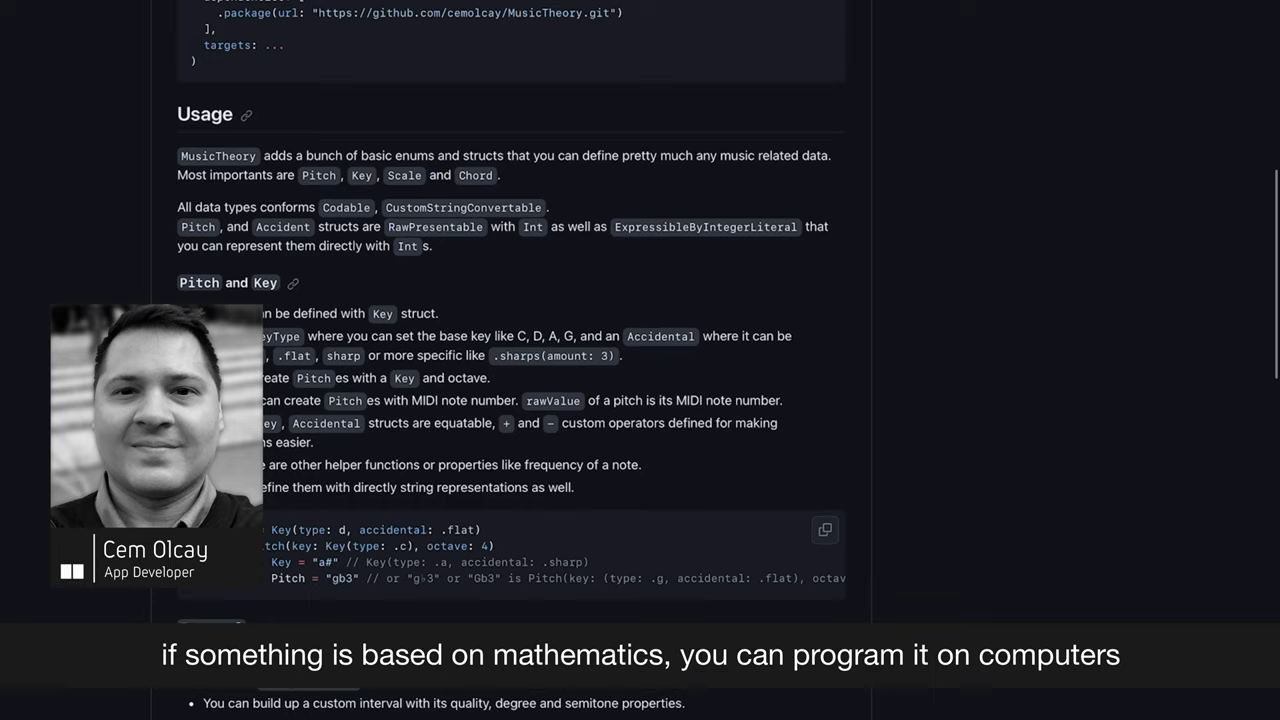 .package(url: "https://github.com/cemolcay/MusicTheory.git")
],
targets: ...
)
Usage
MusicTheory adds a bunch of basic enums and structs that you can define pretty much any music related data.
Most importants are Pitch, Key, Scale and Chord.
All data types conforms Codable, CustomStringConvertable.
Pitch, and Accident structs are RawPresentable with Int as well as ExpressibleByIntegerLiteral that
you can represent them directly with Int s.
Pitch and Key
be defined with Key struct.
where you can set the base key like C, D, A, G, and an Accidental where it can be
, .flat, sharp or more specific like .sharps(amount: 3).
Pitch es with a Key and octave.
can create Pitch es with MIDI note number. rawValue of a pitch is its MIDI note number.
, Accidental structs are equatable, + and - custom operators defined for making
easier.
are other helper functions or properties like frequency of a note.
them with directly string representations as well.
Key(type: d, accidental: .flat)
(key: Key(type: .c), octave: 4)
Key = "a#" // Key(type: .a, accidental: .sharp)
Pitch = "gb3" // or "g♭3" or "Gb3" is Pitch(key: (type: .g, accidental: .flat), octav
Cem Olcay
App Developer
if something is based on mathematics, you can program it on computers
• You can build up a custom interval with its quality, degree and semitone properties.